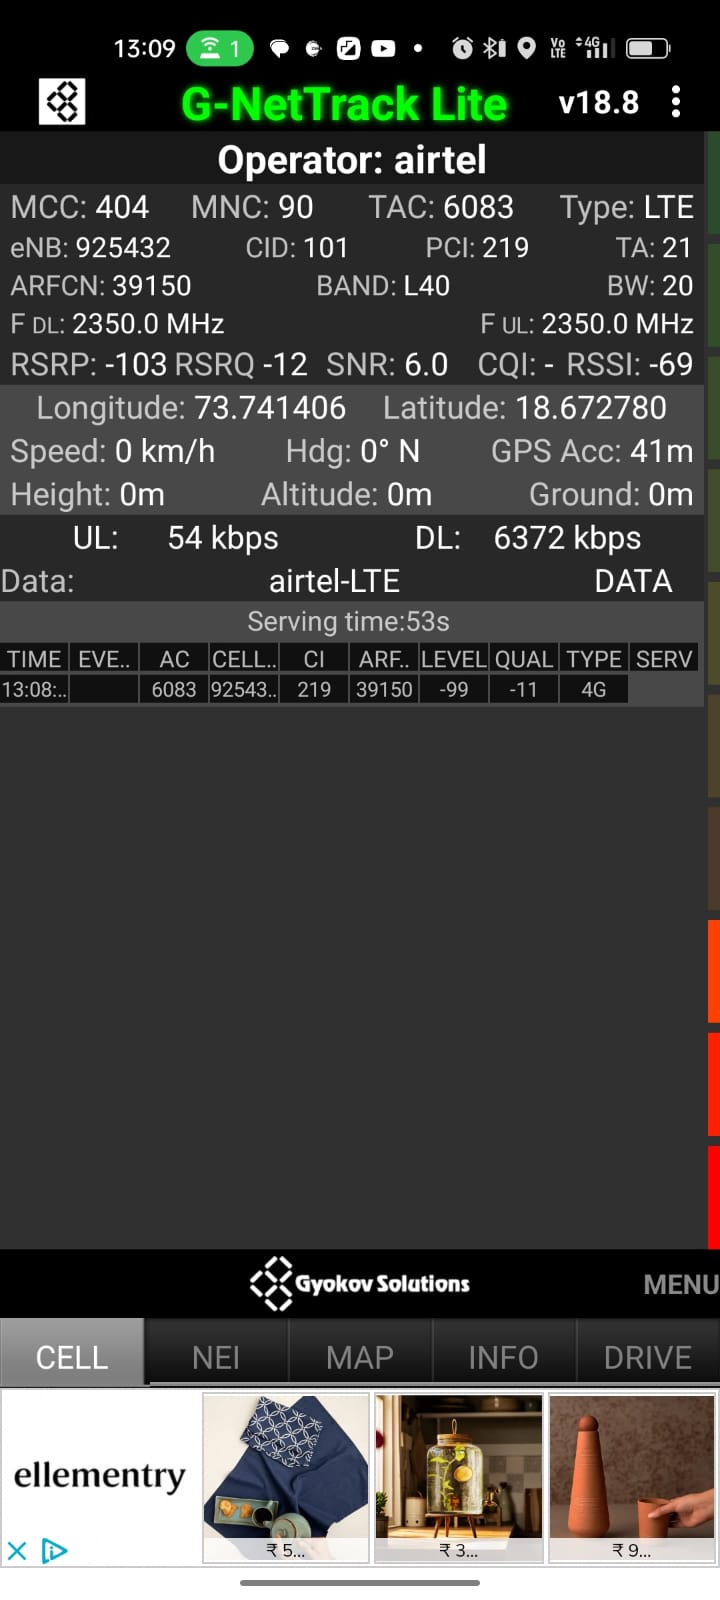 13:09 1 Vo LTE 4G
G-NetTrack Lite v18.8
Operator: airtel
MCC: 404 MNC: 90 TAC: 6083 Type: LTE
eNB: 925432 CID: 101 PCI: 219 TA: 21
ARFCN: 39150 BAND: L40 BW: 20
F DL: 2350.0 MHz F UL: 2350.0 MHz
RSRP: -103 RSRQ -12 SNR: 6.0 CQI: - RSSI: -69
Longitude: 73.741406 Latitude: 18.672780
Speed: 0 km/h Hdg: 0° N GPS Acc: 41m
Height: 0m Altitude: 0m Ground: 0m
UL: 54 kbps DL: 6372 kbps
Data: airtel-LTE DATA
Serving time:53s
TIME EVE.. AC CELL.. CI ARF.. LEVEL QUAL TYPE SERV
13:08:.. 6083 92543.. 219 39150 -99 -11 4G
Gyokov Solutions MENU
CELL NEI MAP INFO DRIVE
ellementry
₹ 5... ₹ 3... ₹ 9...